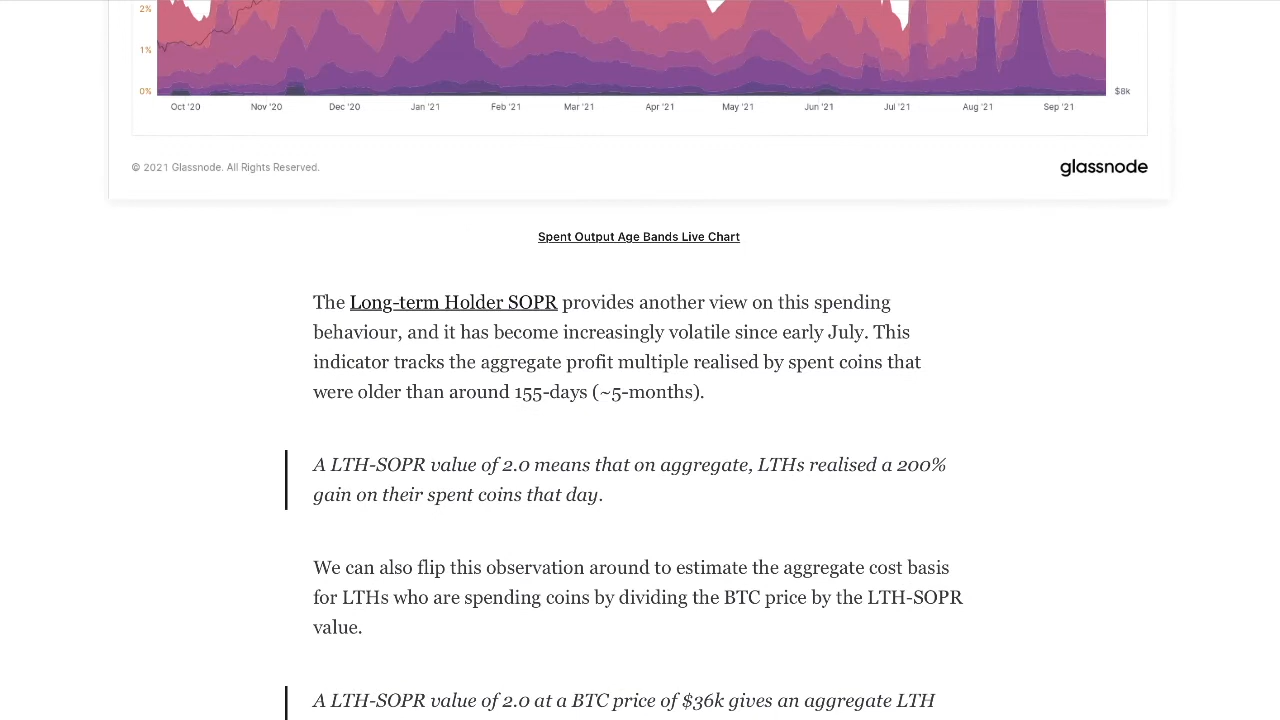 2%
1%
0%
$8k
Oct '20 Nov '20 Dec '20 Jan '21 Feb '21 Mar '21 Apr '21 May '21 Jun '21 Jul '21 Aug '21 Sep '21
© 2021 Glassnode. All Rights Reserved.
glassnode
Spent Output Age Bands Live Chart
The Long-term Holder SOPR provides another view on this spending
behaviour, and it has become increasingly volatile since early July. This
indicator tracks the aggregate profit multiple realised by spent coins that
were older than around 155-days (~5-months).
A LTH-SOPR value of 2.0 means that on aggregate, LTHs realised a 200%
gain on their spent coins that day.
We can also flip this observation around to estimate the aggregate cost basis
for LTHs who are spending coins by dividing the BTC price by the LTH-SOPR
value.
A LTH-SOPR value of 2.0 at a BTC price of $36k gives an aggregate LTH